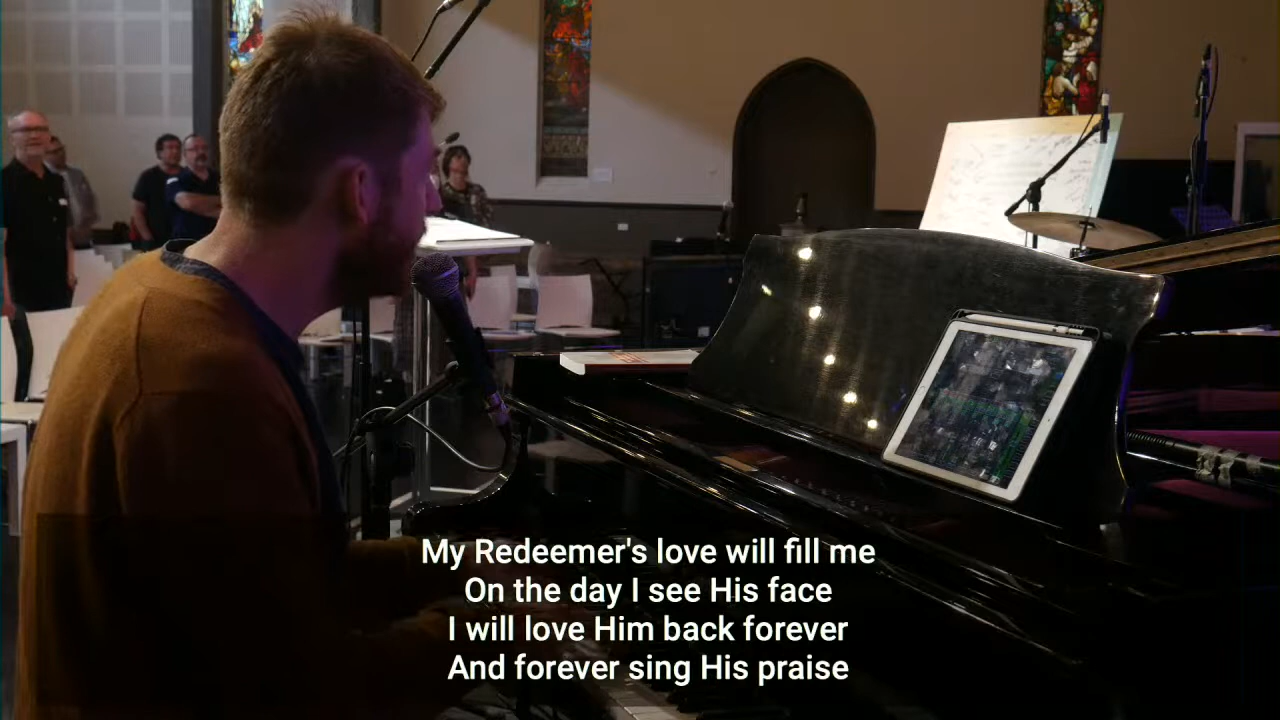 My Redeemer's love will fill me
On the day I see His face
I will love Him back forever
And forever sing His praise